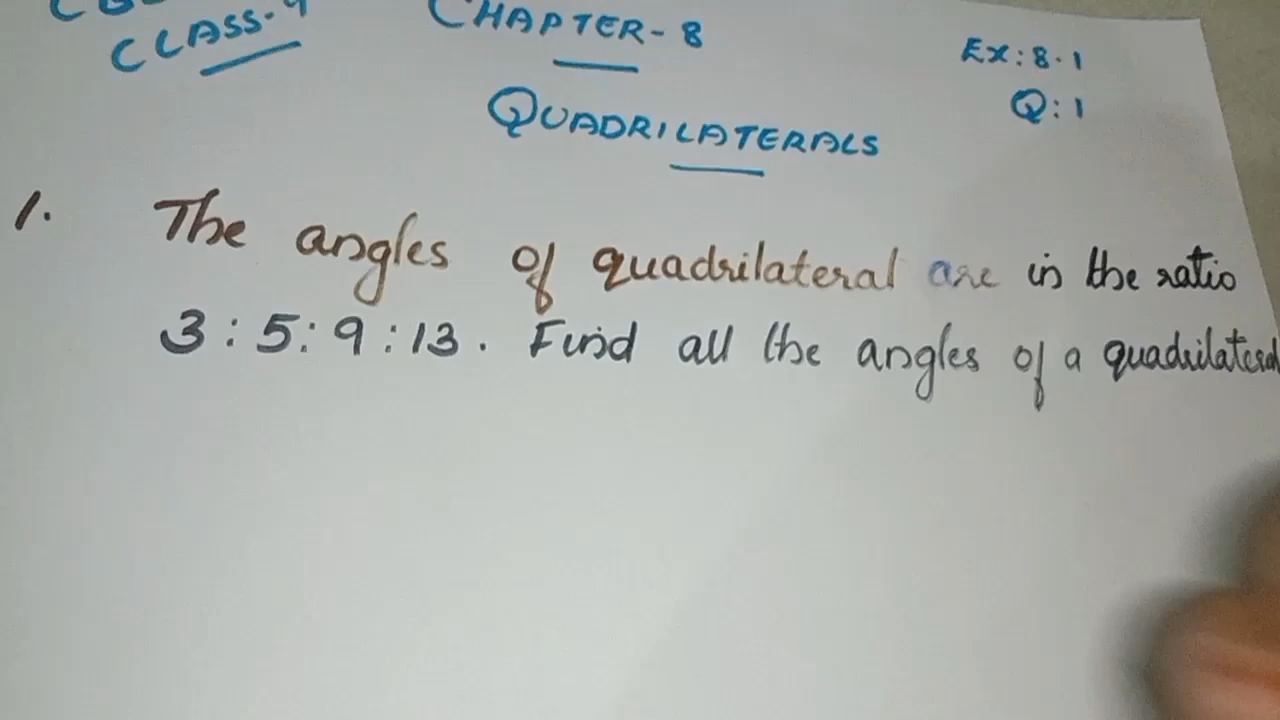 CLASS-9
CHAPTER-8
EX:8.1
Q:1
QUADRILATERALS
1. The angles of quadrilateral are in the ratio
3:5:9:13. Find all the angles of a quadrilateral